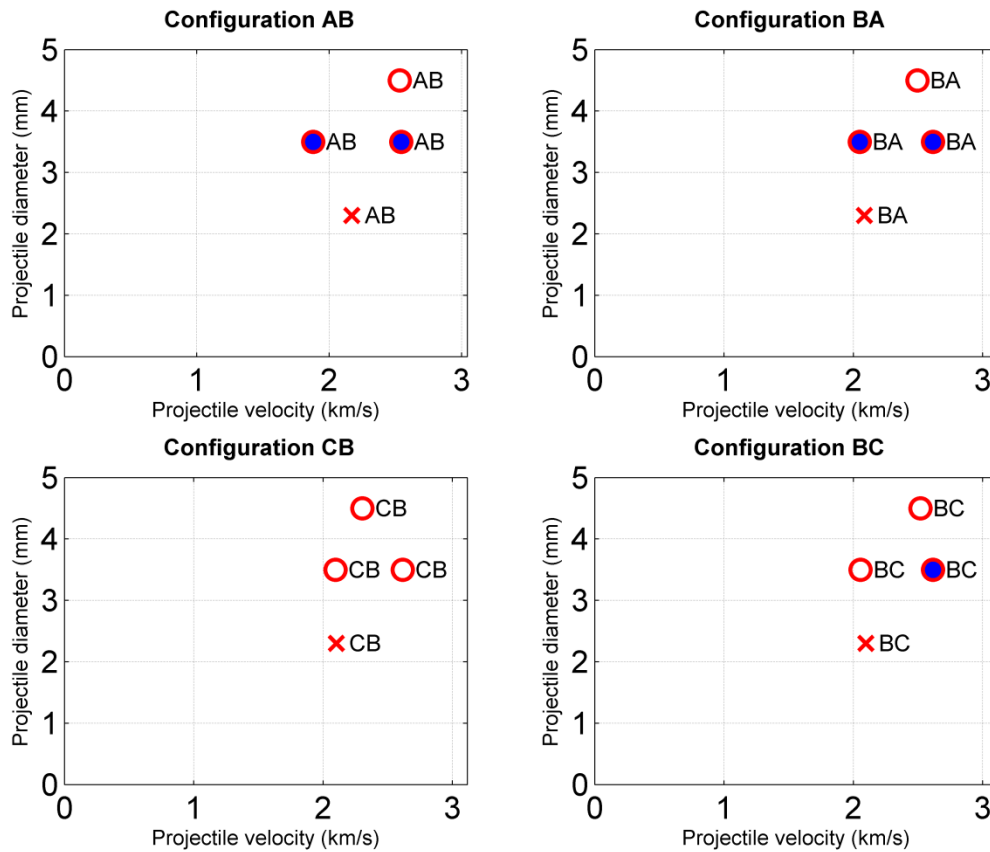 Configuration AB
Projectile diameter (mm)
5
4
3
2
1
0
AB
AB
AB
AB
0 1 2 3
Projectile velocity (km/s)
Configuration BA
Projectile diameter (mm)
5
4
3
2
1
0
BA
BA
BA
BA
0 1 2 3
Projectile velocity (km/s)
Configuration CB
Projectile diameter (mm)
5
4
3
2
1
0
CB
CB
CB
CB
0 1 2 3
Projectile velocity (km/s)
Configuration BC
Projectile diameter (mm)
5
4
3
2
1
0
BC
BC
BC
BC
0 1 2 3
Projectile velocity (km/s)